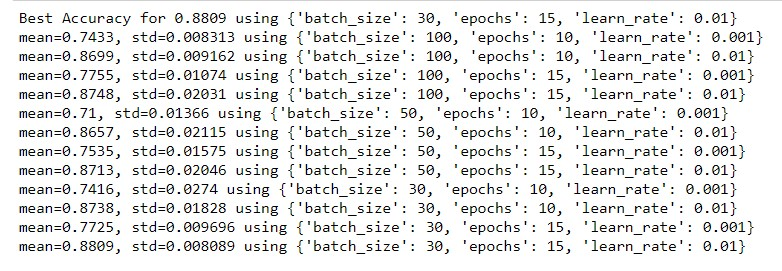 Best Accuracy for 0.8809 using {'batch_size': 30, 'epochs': 15, 'learn_rate': 0.01}
mean=0.7433, std=0.008313 using {'batch_size': 100, 'epochs': 10, 'learn_rate': 0.001}
mean=0.8699, std=0.009162 using {'batch_size': 100, 'epochs': 10, 'learn_rate': 0.01}
mean=0.7755, std=0.01074 using {'batch_size': 100, 'epochs': 15, 'learn_rate': 0.001}
mean=0.8748, std=0.02031 using {'batch_size': 100, 'epochs': 15, 'learn_rate': 0.01}
mean=0.71, std=0.01366 using {'batch_size': 50, 'epochs': 10, 'learn_rate': 0.001}
mean=0.8657, std=0.02115 using {'batch_size': 50, 'epochs': 10, 'learn_rate': 0.01}
mean=0.7535, std=0.01575 using {'batch_size': 50, 'epochs': 15, 'learn_rate': 0.001}
mean=0.8713, std=0.02046 using {'batch_size': 50, 'epochs': 15, 'learn_rate': 0.01}
mean=0.7416, std=0.0274 using {'batch_size': 30, 'epochs': 10, 'learn_rate': 0.001}
mean=0.8738, std=0.01828 using {'batch_size': 30, 'epochs': 10, 'learn_rate': 0.01}
mean=0.7725, std=0.009696 using {'batch_size': 30, 'epochs': 15, 'learn_rate': 0.001}
mean=0.8809, std=0.008089 using {'batch_size': 30, 'epochs': 15, 'learn_rate': 0.01}